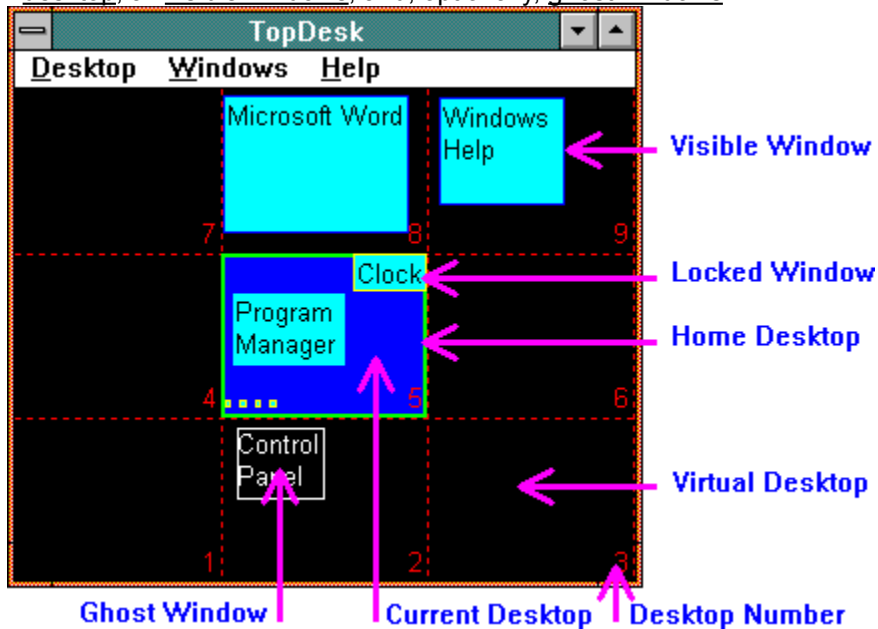 TopDesk
Desktop Windows Help
Microsoft Word
Windows
Help
Visible Window
7
8
9
Clock
Locked Window
Program
Manager
Home Desktop
4
5
6
Control
Panel
Virtual Desktop
1
2
3
Ghost Window
Current Desktop
Desktop Number